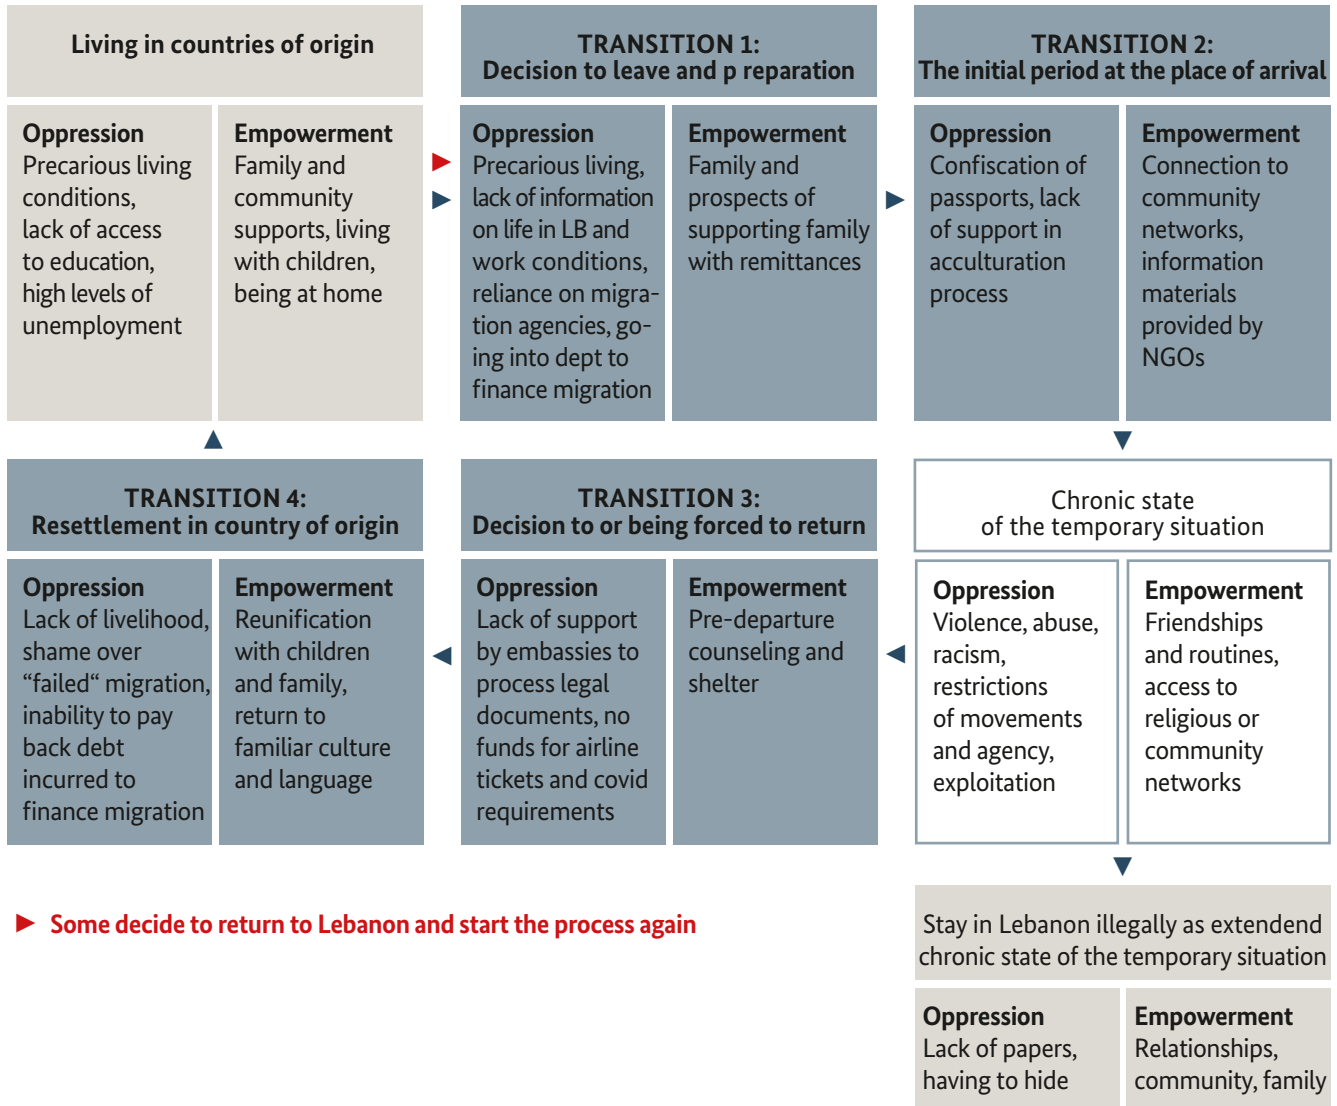 Living in countries of origin
Oppression
Precarious living
conditions,
lack of access
to education,
high levels of
unemployment
Empowerment
Family and
community
supports, living
with children,
being at home
TRANSITION 1:
Decision to leave and p reparation
Oppression
Precarious living,
lack of information
on life in LB and
work conditions,
reliance on migra-
tion agencies, go-
ing into dept to
finance migration
Empowerment
Family and
prospects of
supporting family
with remittances
TRANSITION 2:
The initial period at the place of arrival
Oppression
Confiscation of
passports, lack
of support in
acculturation
process
Empowerment
Connection to
community
networks,
information
materials
provided by
NGOs
Chronic state
of the temporary situation
Oppression
Violence, abuse,
racism,
restrictions
of movements
and agency,
exploitation
Empowerment
Friendships
and routines,
access to
religious or
community
networks
TRANSITION 3:
Decision to or being forced to return
Oppression
Lack of support
by embassies to
process legal
documents, no
funds for airline
tickets and covid
requirements
Empowerment
Pre-departure
counseling and
shelter
TRANSITION 4:
Resettlement in country of origin
Oppression
Lack of livelihood,
shame over
“failed“ migration,
inability to pay
back debt
incurred to
finance migration
Empowerment
Reunification
with children
and family,
return to
familiar culture
and language
Some decide to return to Lebanon and start the process again
Stay in Lebanon illegally as extendend
chronic state of the temporary situation
Oppression
Lack of papers,
having to hide
Empowerment
Relationships,
community, family